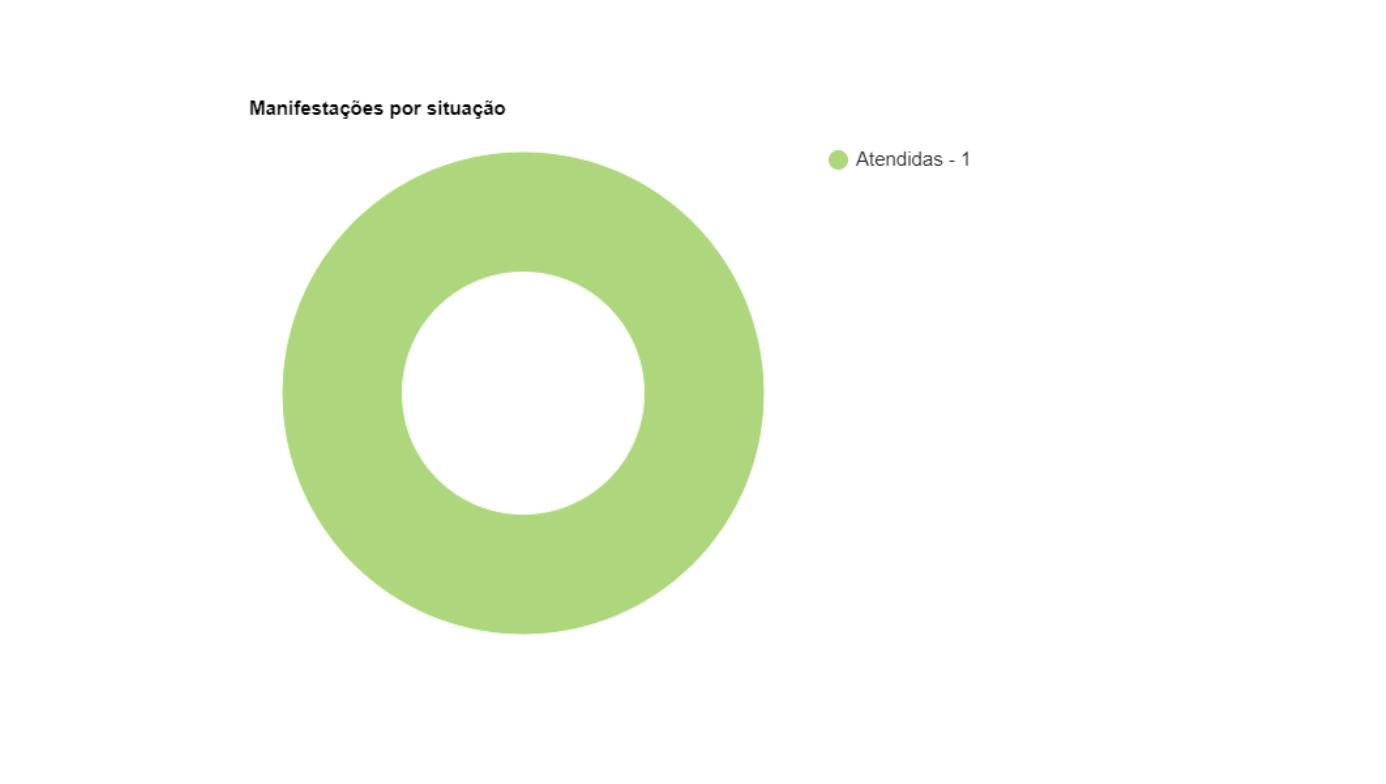 Manifestações por situação
Atendidas - 1